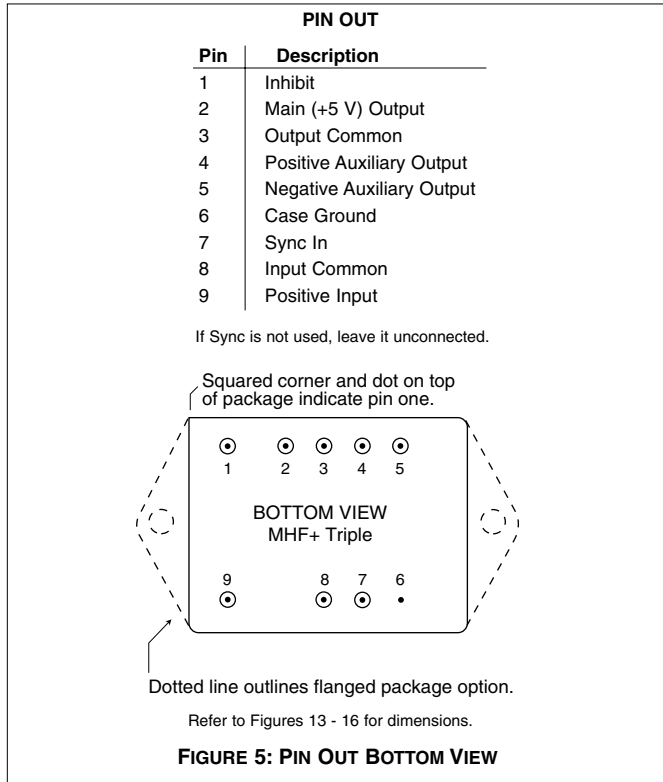 PIN OUT
Pin Description
1 Inhibit
2 Main (+5 V) Output
3 Output Common
4 Positive Auxiliary Output
5 Negative Auxiliary Output
6 Case Ground
7 Sync In
8 Input Common
9 Positive Input
If Sync is not used, leave it unconnected.
Squared corner and dot on top
of package indicate pin one.
1 2 3 4 5
BOTTOM VIEW
MHF+ Triple
9 8 7 6
Dotted line outlines flanged package option.
Refer to Figures 13 - 16 for dimensions.
FIGURE 5: PIN OUT BOTTOM VIEW